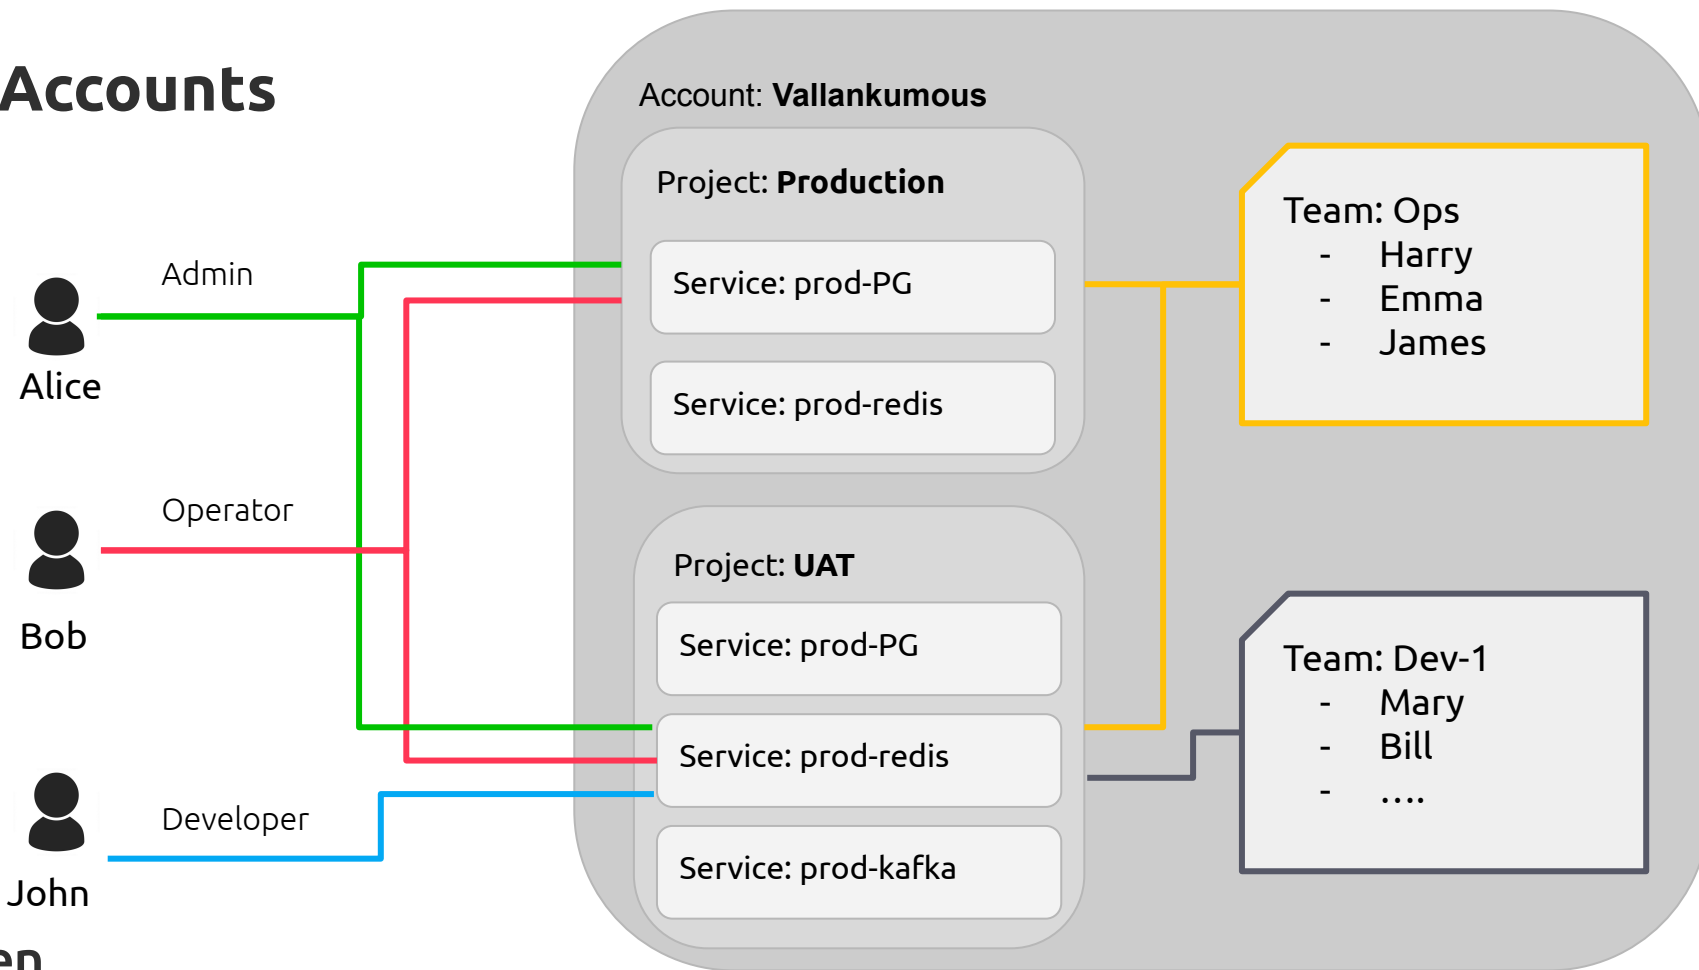 Accounts
Account: Vallankumous
Project: Production
Service: prod-PG
Service: prod-redis
Project: UAT
Service: prod-PG
Service: prod-redis
Service: prod-kafka
Admin
Alice
Operator
Bob
Developer
John
Team: Ops
- Harry
- Emma
- James
Team: Dev-1
- Mary
- Bill
- ....
en